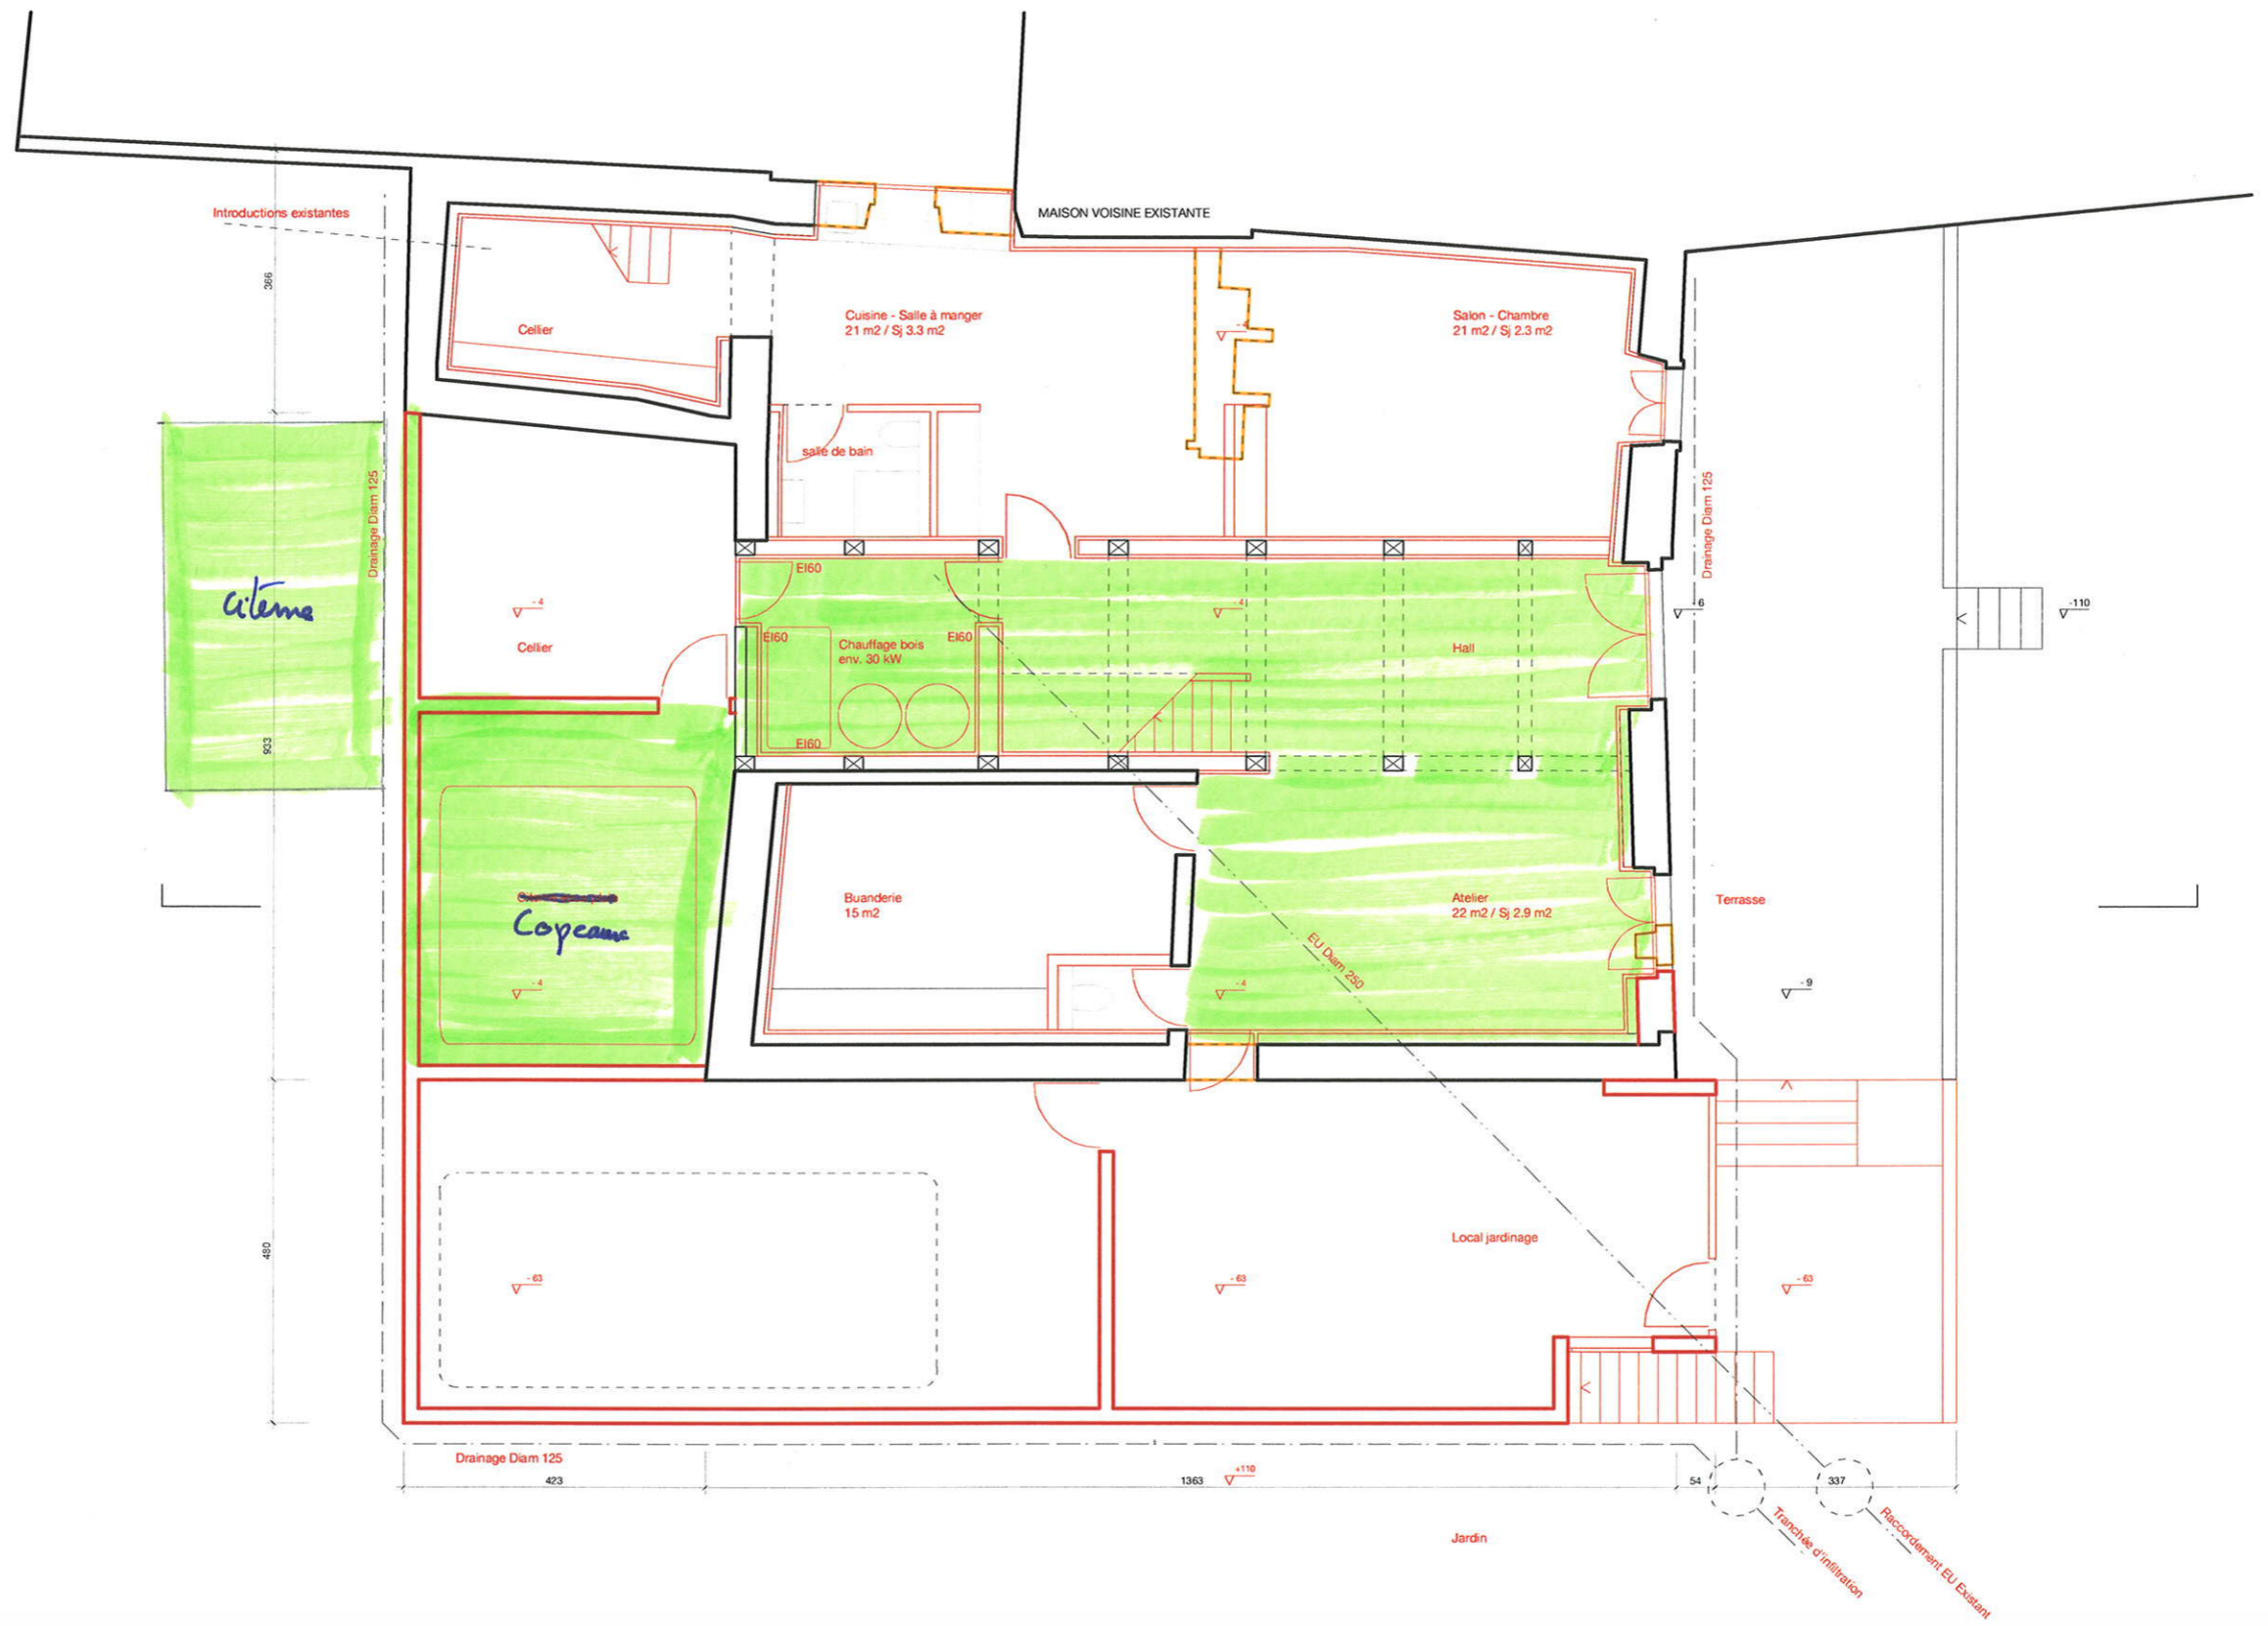 Introductions existantes
MAISON VOISINE EXISTANTE
366
Cellier
Cuisine - Salle à manger
21 m2 / Sj 3.3 m2
Salon - Chambre
21 m2 / Sj 2.3 m2
salle de bain
Drainage Diam 125
Drainage Diam 125
EI60
citerne
- 4
Cellier
EI60
Chauffage bois
env. 30 kW
EI60
- 4
Hall
- 6
-110
933
EI60
Copeaux
- 4
Buanderie
15 m2
Atelier
22 m2 / Sj 2.9 m2
- 4
EU Diam 250
Terrasse
- 9
480
- 63
- 63
Local jardinage
- 63
Drainage Diam 125
423
1363
+110
54
337
Jardin
Tranchée d'infiltration
Raccordement EU Existant